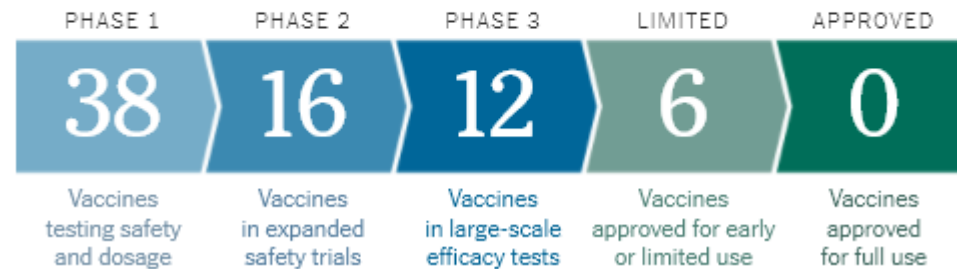 PHASE 1
PHASE 2
PHASE 3
LIMITED
APPROVED
38
16
12
6
0
Vaccines
testing safety
and dosage
Vaccines
in expanded
safety trials
Vaccines
in large-scale
efficacy tests
Vaccines
approved for early
or limited use
Vaccines
approved
for full use